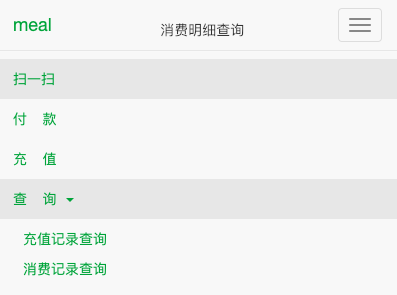 meal
消费明细查询
扫一扫
付 款
充 值
查 询
充值记录查询
消费记录查询